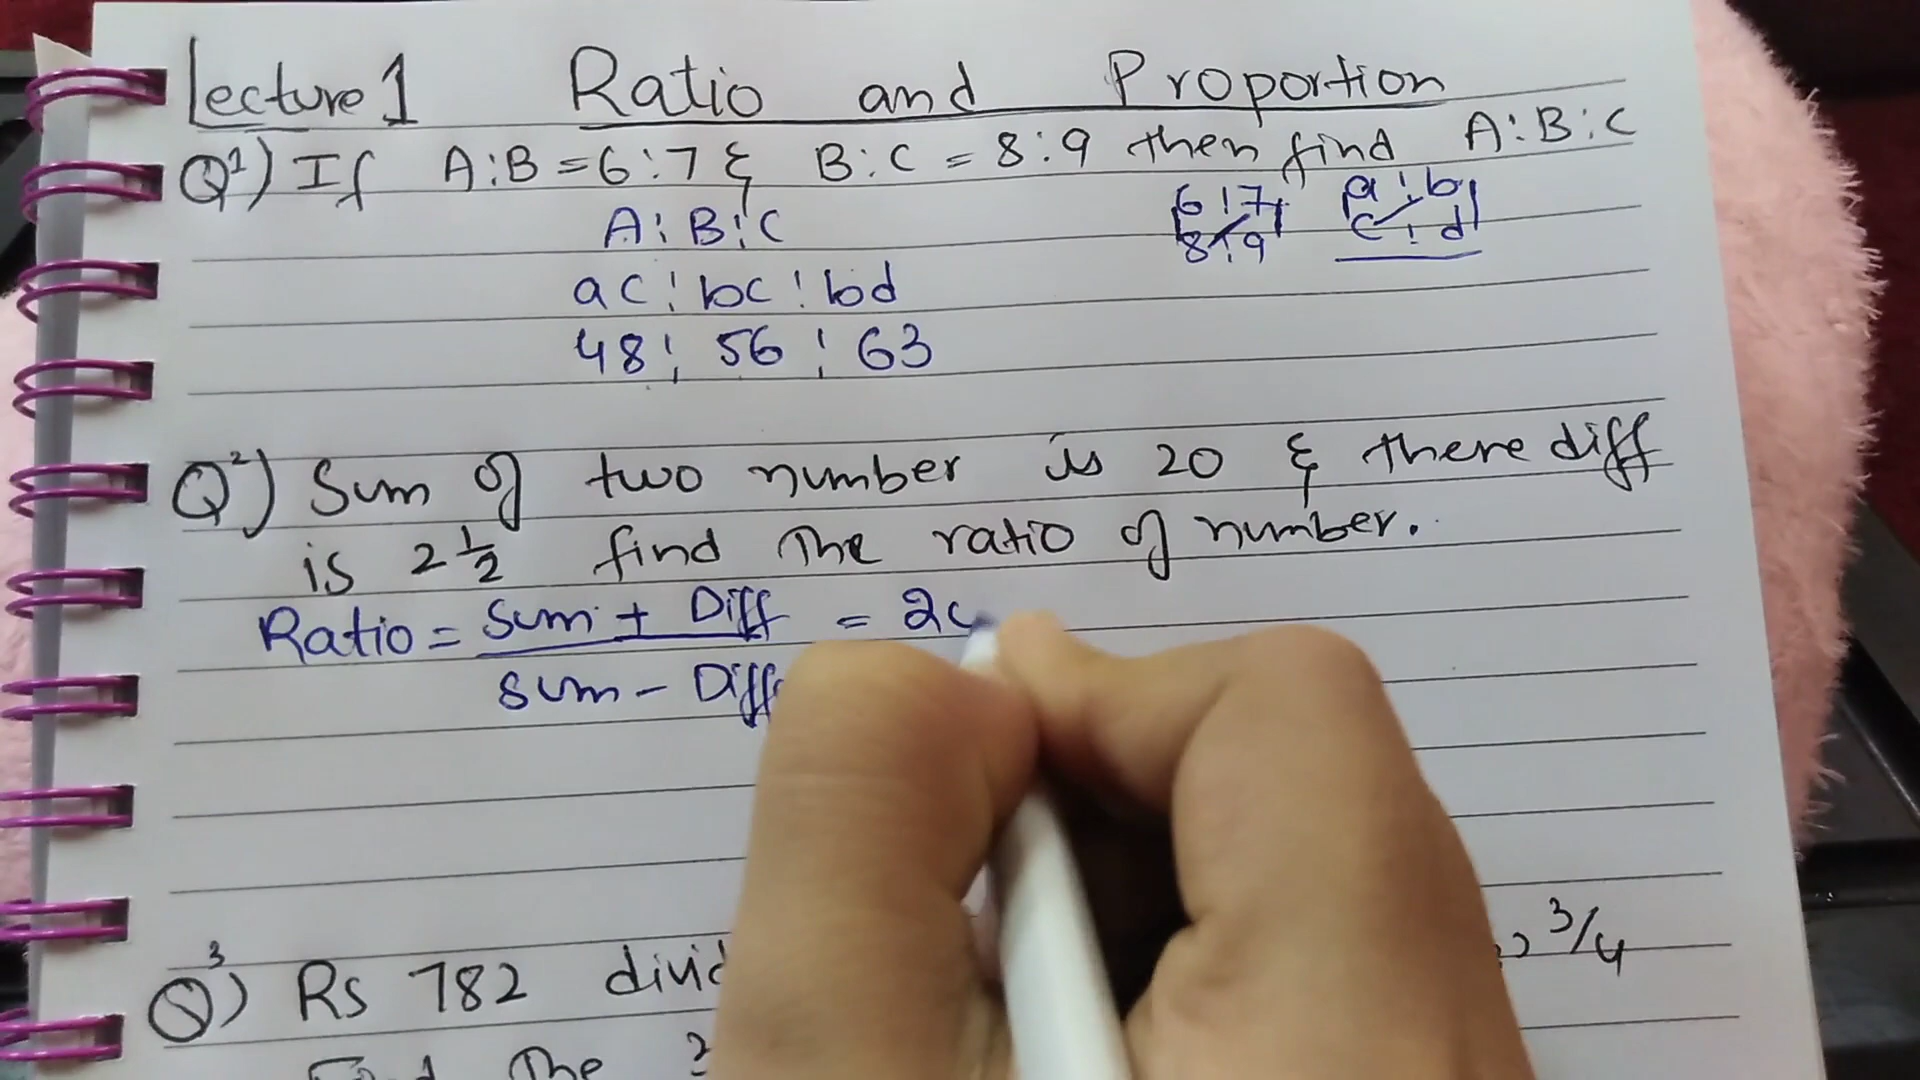 Lecture 1 Ratio and Proportion
Q1) If A:B = 6:7 & B:C = 8:9 then find A:B:C
A:B:C
6:7
8:9
a:b
c:d
ac:bc:bd
48:56:63
Q2) Sum of two number is 20 & there diff
is 2 1/2 find the ratio of number.
Ratio = Sum + Diff / Sum - Diff = 2
Q3) Rs 782 3/4
The